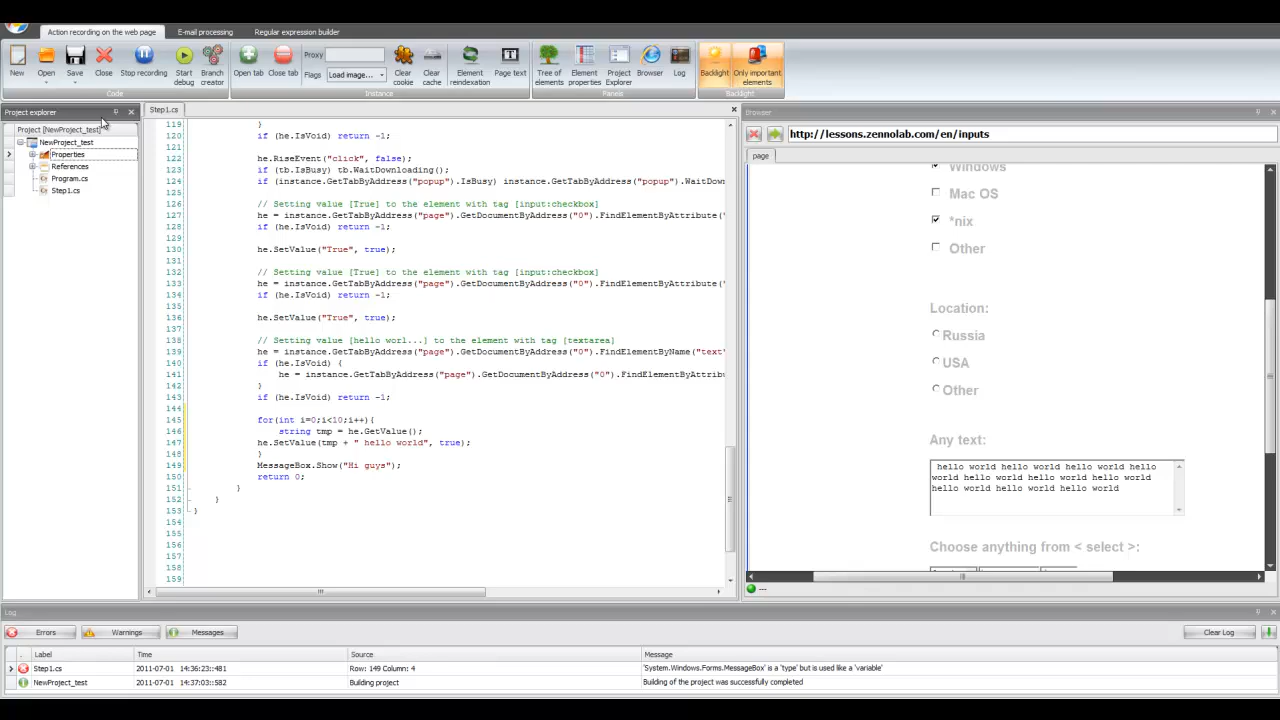 Action recording on the web page
E-mail processing
Regular expression builder
New
Open
Save
Close
Stop recording
Start debug
Branch creator
Code
Open tab
Close tab
Proxy
Flags
Load image...
Clear cookie
Clear cache
Element rendexation
Page text
Instance
Tree of elements
Element properties
Project Explorer
Browser
Log
Panels
Backlight
Only important elements
Backlight
Project explorer
Project [NewProject_test]
NewProject_test
Properties
References
Program.cs
Step1.cs
Step1.cs
119 }
120 if (he.IsVoid) return -1;
121
122 he.RiseEvent("click", false);
123 if (tb.IsBusy) tb.WaitDownloading();
124 if (instance.GetTabByAddress("popup").IsBusy) instance.GetTabByAddress("popup").WaitDown
125
126 // Setting value [True] to the element with tag [input:checkbox]
127 he = instance.GetTabByAddress("page").GetDocumentByAddress("0").FindElementByAttribute("
128 if (he.IsVoid) return -1;
129
130 he.SetValue("True", true);
131
132 // Setting value [True] to the element with tag [input:checkbox]
133 he = instance.GetTabByAddress("page").GetDocumentByAddress("0").FindElementByAttribute("
134 if (he.IsVoid) return -1;
135
136 he.SetValue("True", true);
137
138 // Setting value [hello worl...] to the element with tag [textarea]
139 he = instance.GetTabByAddress("page").GetDocumentByAddress("0").FindElementByName("text"
140 if (he.IsVoid) {
141 he = instance.GetTabByAddress("page").GetDocumentByAddress("0").FindElementByAttribu
142 }
143 if (he.IsVoid) return -1;
144
145 for(int i=0;i<10;i++){
146 string tmp = he.GetValue();
147 he.SetValue(tmp + " hello world", true);
148 }
149 MessageBox.Show("Hi guys");
150 return 0;
151 }
152 }
153 }
154
155
156
157
158
159
Browser
http://lessons.zennolab.com/en/inputs
page
Windows
Mac OS
*nix
Other
Location:
Russia
USA
Other
Any text:
hello world hello world hello world hello
world hello world hello world hello world
hello world hello world hello world
Choose anything from < select >:
---
Log
Errors
Warnings
Messages
Clear Log
Label Time Source Message
Step1.cs 2011-07-01 14:36:23::481 Row: 149 Column: 4 'System.Windows.Forms.MessageBox' is a 'type' but is used like a 'variable'
NewProject_test 2011-07-01 14:37:03::582 Building project Building of the project was successfully completed